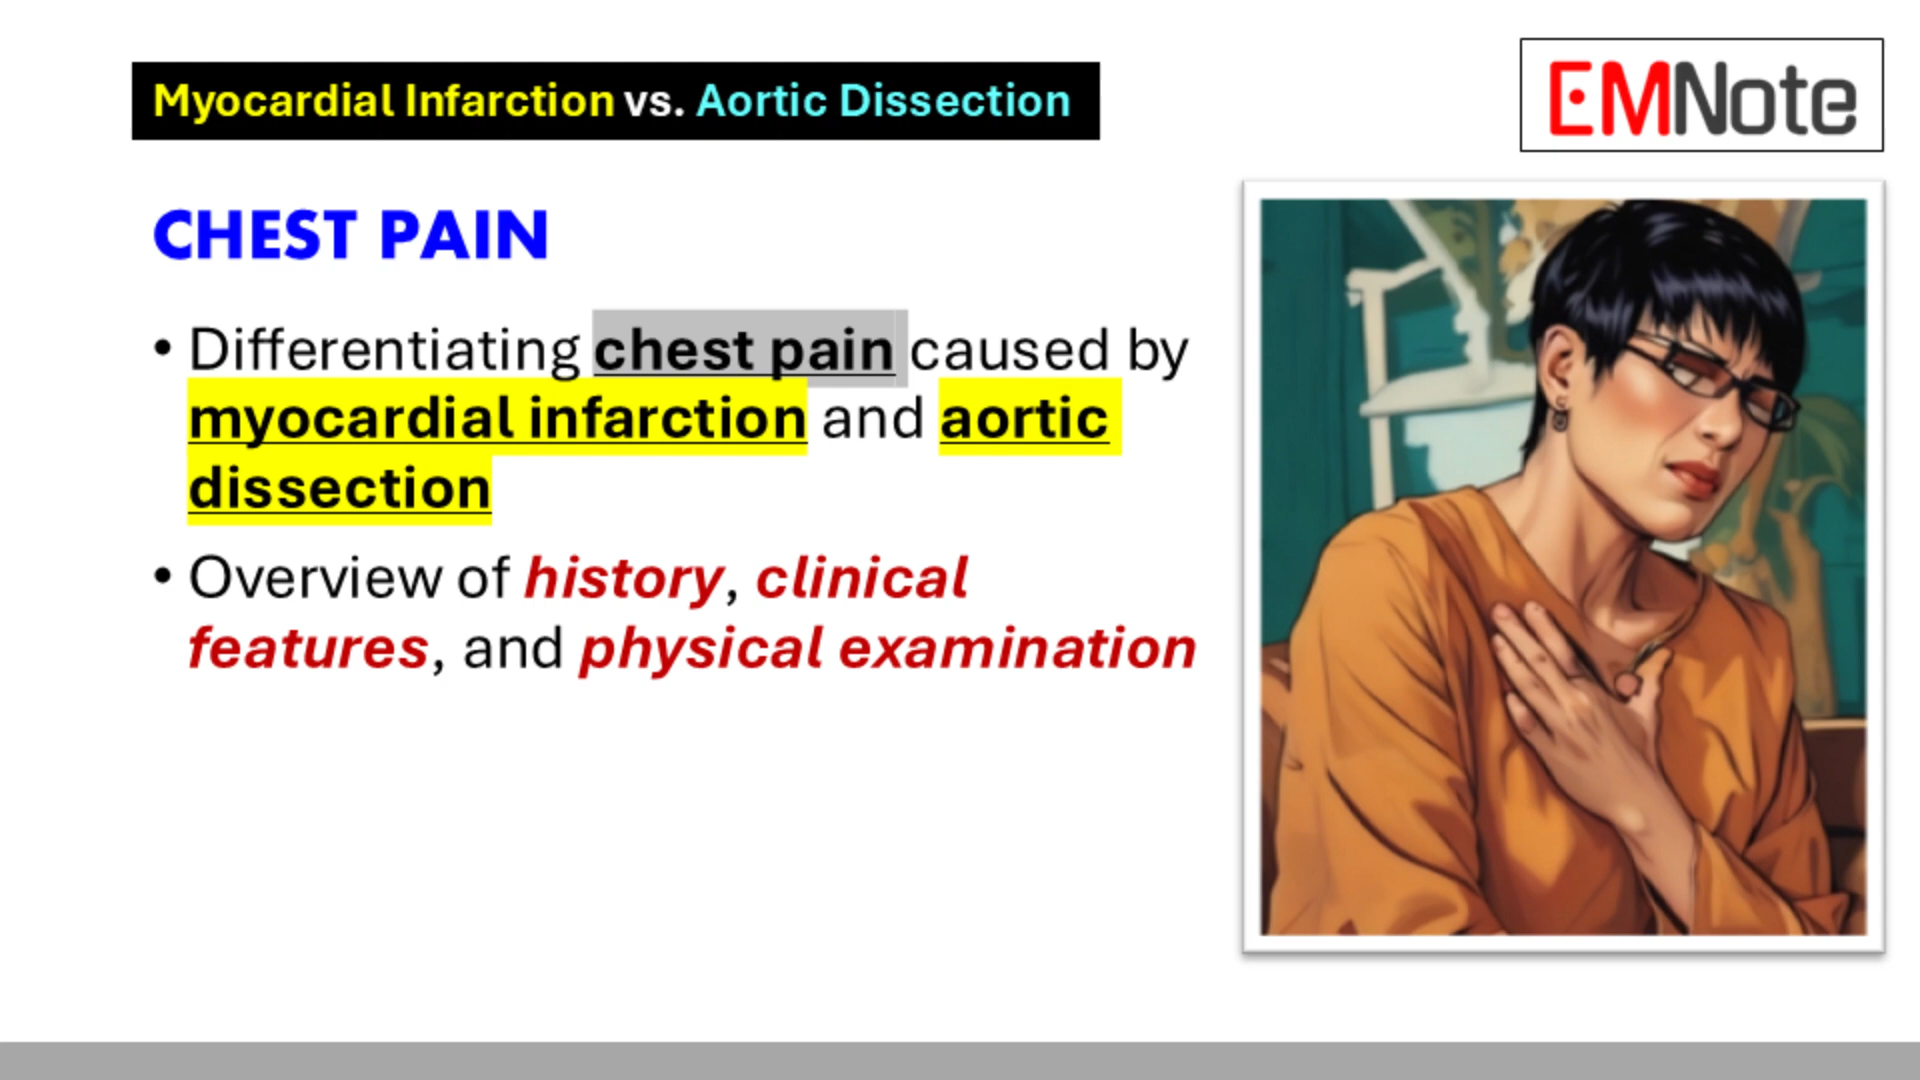 Myocardial Infarction vs. Aortic Dissection
EMNote
CHEST PAIN
• Differentiating chest pain caused by
myocardial infarction and aortic
dissection
• Overview of history, clinical
features, and physical examination